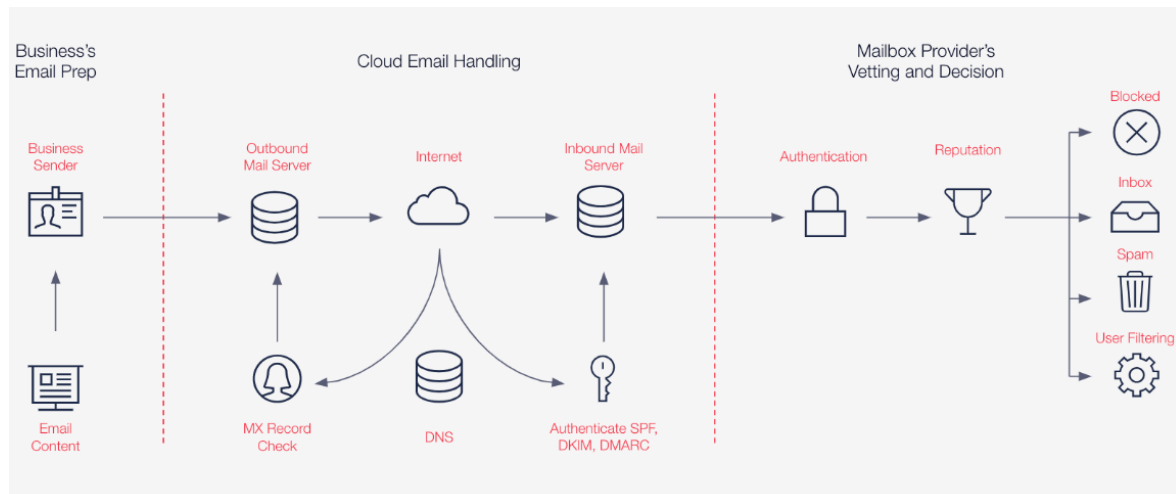 Business's
Email Prep
Cloud Email Handling
Mailbox Provider's
Vetting and Decision
Business
Sender
Outbound
Mail Server
Internet
Inbound Mail
Server
Authentication
Reputation
Blocked
Inbox
Spam
User Filtering
Email
Content
MX Record
Check
DNS
Authenticate SPF,
DKIM, DMARC